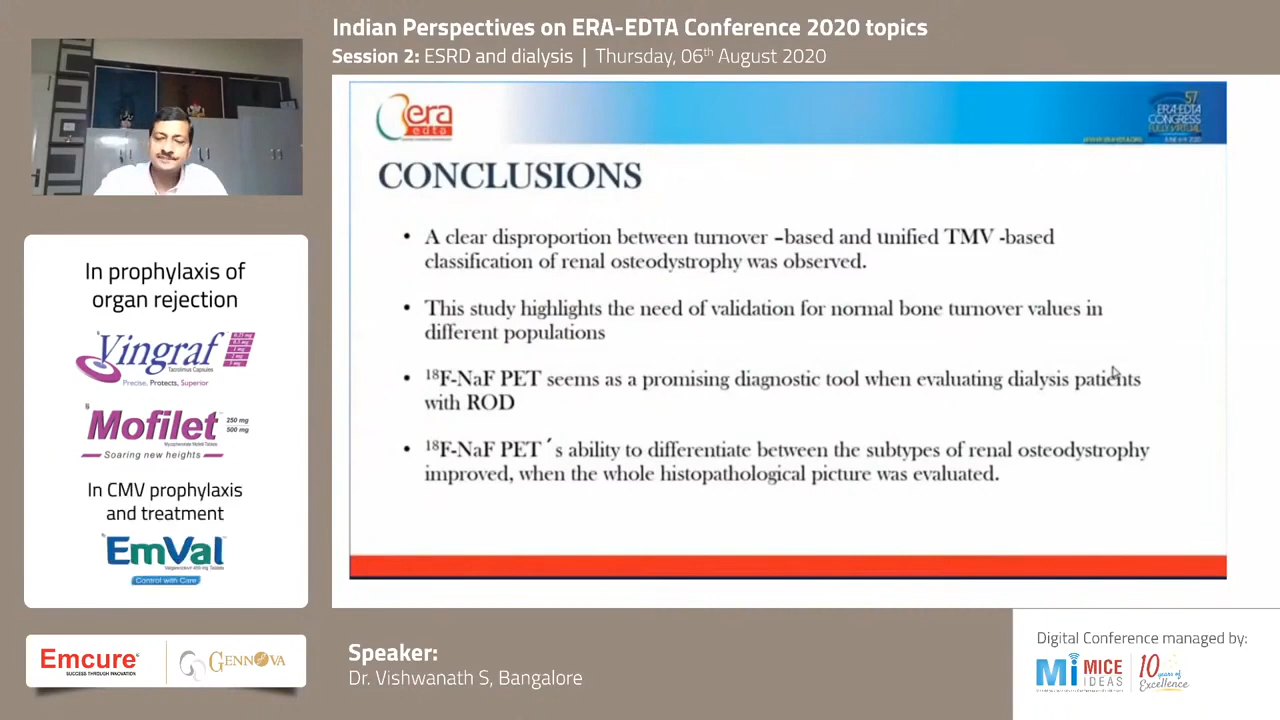 Indian Perspectives on ERA-EDTA Conference 2020 topics
Session 2: ESRD and dialysis | Thursday, 06th August 2020
era
edta
57
ERA-EDTA
CONGRESS
FULLY VIRTUAL
CONCLUSIONS
• A clear disproportion between turnover –based and unified TMV -based
classification of renal osteodystrophy was observed.
• This study highlights the need of validation for normal bone turnover values in
different populations
• 18F-NaF PET seems as a promising diagnostic tool when evaluating dialysis patients
with ROD
• 18F-NaF PET´s ability to differentiate between the subtypes of renal osteodystrophy
improved, when the whole histopathological picture was evaluated.
In prophylaxis of
organ rejection
Vingraf
Tacrolimus Capsules
Precise, Protects, Superior
Mofilet
250 mg
500 mg
Soaring new heights
In CMV prophylaxis
and treatment
EmVal
Control with Care
Emcure®
SUCCESS THROUGH INNOVATION
GENNOVA
Speaker:
Dr. Vishwanath S, Bangalore
Digital Conference managed by:
Mi MICE
IDEAS
10 years of
Excellence